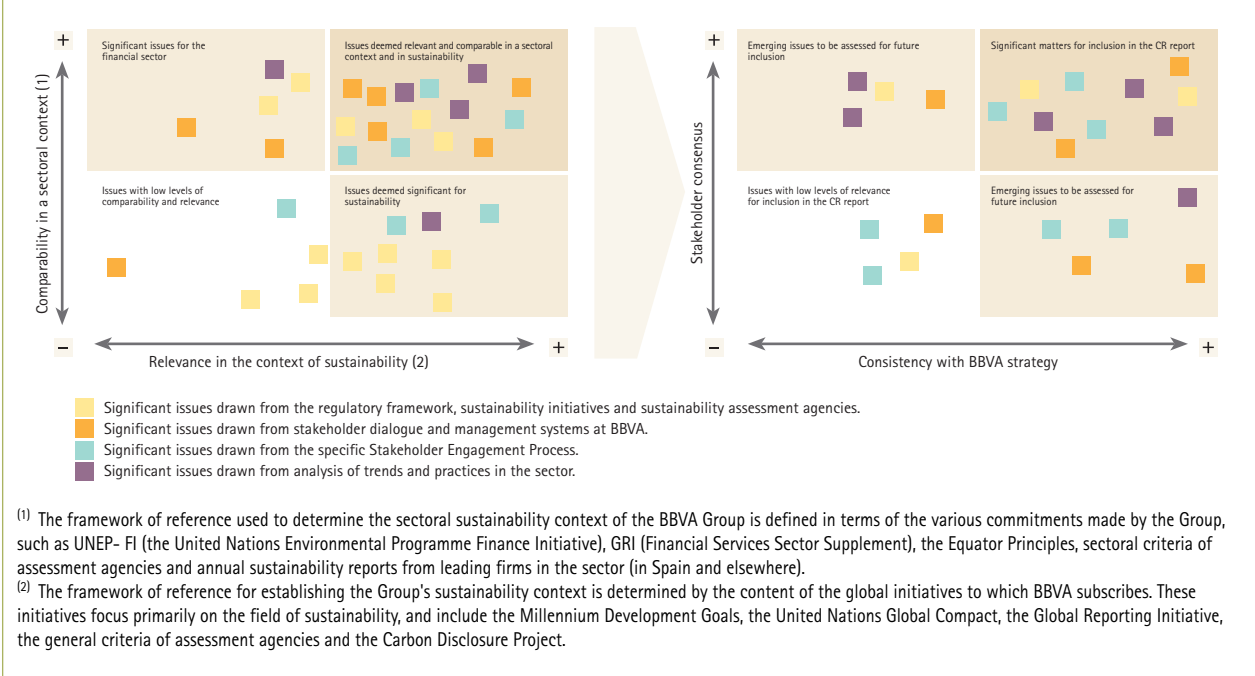 +
Significant issues for the
financial sector
Issues deemed relevant and comparable in a sectoral
context and in sustainability
Comparability in a sectoral context (1)
Issues with low levels of
comparability and relevance
Issues deemed significant for
sustainability
–
+
Relevance in the context of sustainability (2)
+
Emerging issues to be assessed for future
inclusion
Significant matters for inclusion in the CR report
Stakeholder consensus
Issues with low levels of relevance
for inclusion in the CR report
Emerging issues to be assessed for
future inclusion
–
+
Consistency with BBVA strategy
Significant issues drawn from the regulatory framework, sustainability initiatives and sustainability assessment agencies.
Significant issues drawn from stakeholder dialogue and management systems at BBVA.
Significant issues drawn from the specific Stakeholder Engagement Process.
Significant issues drawn from analysis of trends and practices in the sector.
(1) The framework of reference used to determine the sectoral sustainability context of the BBVA Group is defined in terms of the various commitments made by the Group,
such as UNEP- FI (the United Nations Environmental Programme Finance Initiative), GRI (Financial Services Sector Supplement), the Equator Principles, sectoral criteria of
assessment agencies and annual sustainability reports from leading firms in the sector (in Spain and elsewhere).
(2) The framework of reference for establishing the Group's sustainability context is determined by the content of the global initiatives to which BBVA subscribes. These
initiatives focus primarily on the field of sustainability, and include the Millennium Development Goals, the United Nations Global Compact, the Global Reporting Initiative,
the general criteria of assessment agencies and the Carbon Disclosure Project.